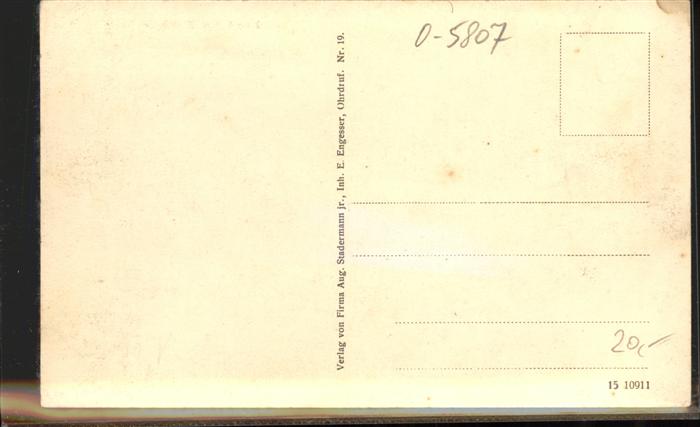 0-5807
Verlag von Firma Aug. Stadermann jr., Inh. E. Engesser, Ohrdruf. Nr. 19.
20,-
15 10911